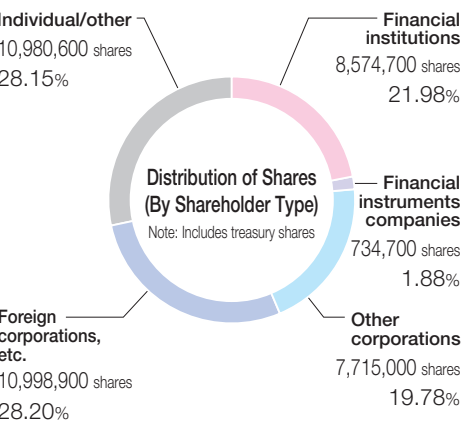 Individual/other
10,980,600 shares
28.15%
Financial
institutions
8,574,700 shares
21.98%
Distribution of Shares
(By Shareholder Type)
Note: Includes treasury shares
Financial
instruments
companies
734,700 shares
1.88%
Foreign
corporations,
etc.
10,998,900 shares
28.20%
Other
corporations
7,715,000 shares
19.78%